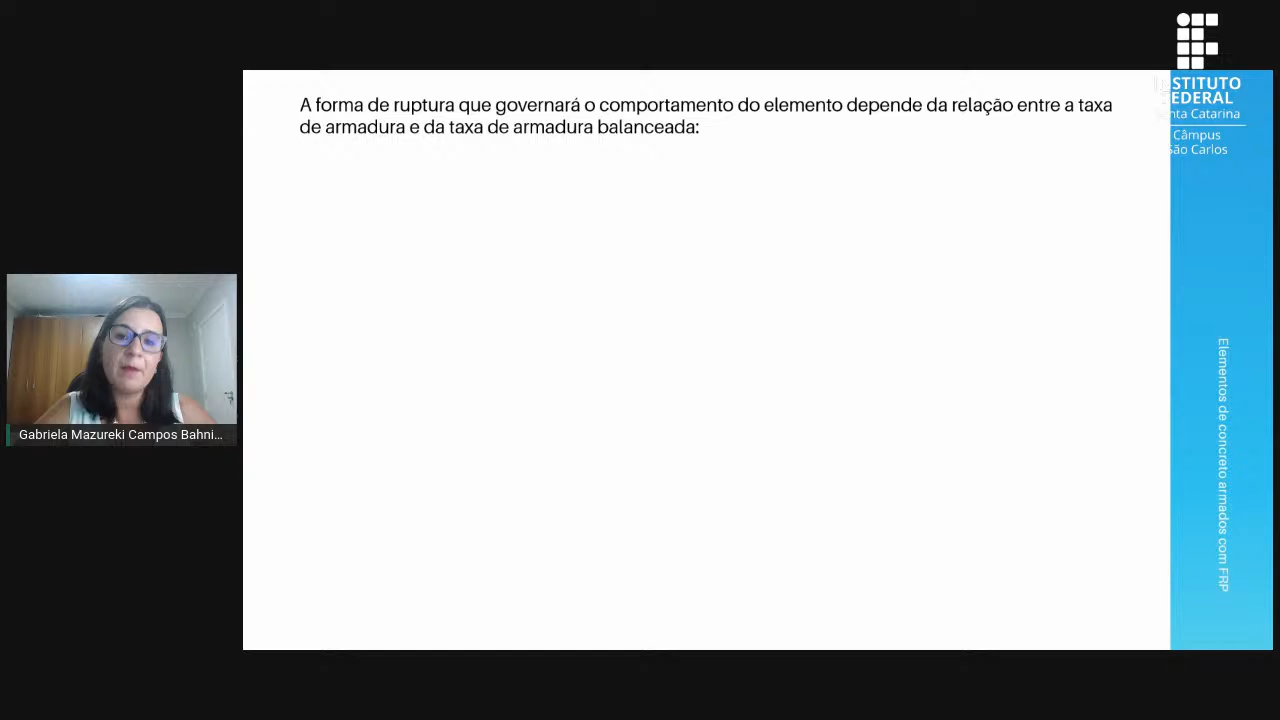 A forma de ruptura que governará o comportamento do elemento depende da relação entre a taxa
de armadura e da taxa de armadura balanceada:
INSTITUTO
FEDERAL
Santa Catarina
Câmpus
São Carlos
Elementos de concreto armados com FRP
Gabriela Mazureki Campos Bahni...